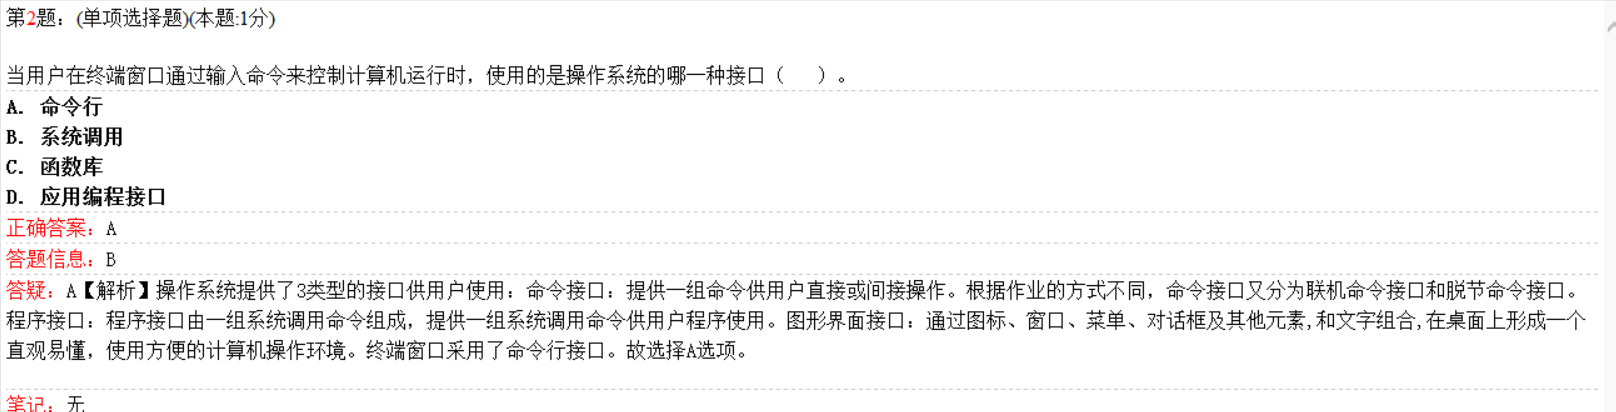 第2题：(单项选择题)(本题:1分)
当用户在终端窗口通过输入命令来控制计算机运行时，使用的是操作系统的哪一种接口（　）。
A. 命令行
B. 系统调用
C. 函数库
D. 应用编程接口
正确答案：A
答题信息：B
答疑：A【解析】操作系统提供了3类型的接口供用户使用：命令接口：提供一组命令供用户直接或间接操作。根据作业的方式不同，命令接口又分为联机命令接口和脱节命令接口。
程序接口：程序接口由一组系统调用命令组成，提供一组系统调用命令供用户程序使用。图形界面接口：通过图标、窗口、菜单、对话框及其他元素,和文字组合,在桌面上形成一个
直观易懂，使用方便的计算机操作环境。终端窗口采用了命令行接口。故选择A选项。
笔记：无